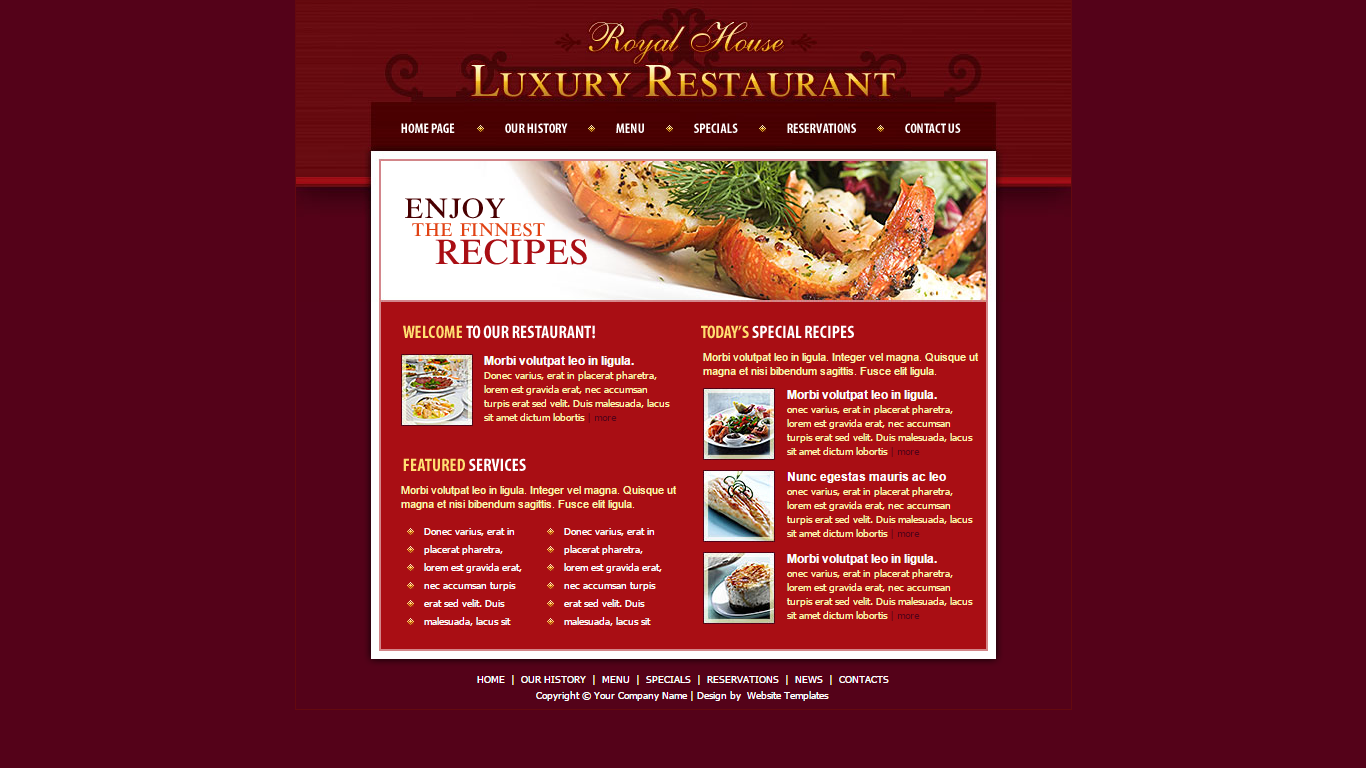 Royal House
LUXURY RESTAURANT
HOME PAGE
OUR HISTORY
MENU
SPECIALS
RESERVATIONS
CONTACT US
ENJOY
THE FINNEST
RECIPES
WELCOME TO OUR RESTAURANT!
Morbi volutpat leo in ligula.
Donec varius, erat in placerat pharetra,
lorem est gravida erat, nec accumsan
turpis erat sed velit. Duis malesuada, lacus
sit amet dictum lobortis | more
FEATURED SERVICES
Morbi volutpat leo in ligula. Integer vel magna. Quisque ut
magna et nisi bibendum sagittis. Fusce elit ligula.
Donec varius, erat in
placerat pharetra,
lorem est gravida erat,
nec accumsan turpis
erat sed velit. Duis
malesuada, lacus sit
Donec varius, erat in
placerat pharetra,
lorem est gravida erat,
nec accumsan turpis
erat sed velit. Duis
malesuada, lacus sit
TODAY'S SPECIAL RECIPES
Morbi volutpat leo in ligula. Integer vel magna. Quisque ut
magna et nisi bibendum sagittis. Fusce elit ligula.
Morbi volutpat leo in ligula.
onec varius, erat in placerat pharetra,
lorem est gravida erat, nec accumsan
turpis erat sed velit. Duis malesuada, lacus
sit amet dictum lobortis | more
Nunc egestas mauris ac leo
onec varius, erat in placerat pharetra,
lorem est gravida erat, nec accumsan
turpis erat sed velit. Duis malesuada, lacus
sit amet dictum lobortis | more
Morbi volutpat leo in ligula.
onec varius, erat in placerat pharetra,
lorem est gravida erat, nec accumsan
turpis erat sed velit. Duis malesuada, lacus
sit amet dictum lobortis | more
HOME | OUR HISTORY | MENU | SPECIALS | RESERVATIONS | NEWS | CONTACTS
Copyright © Your Company Name | Design by Website Templates